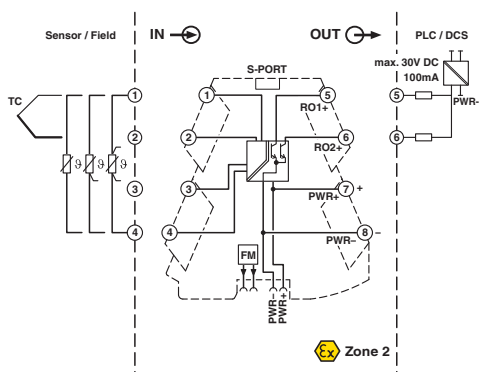 Sensor / Field
IN
OUT
PLC / DCS
S-PORT
max. 30V DC
100mA
PWR-
TC
1
2
3
4
ϑ ϑ ϑ
1
2
3
4
5
RO1+
6
RO2+
7
PWR+
+
8
PWR–
–
5
6
FM
PWR-
PWR+
Ex
Zone 2